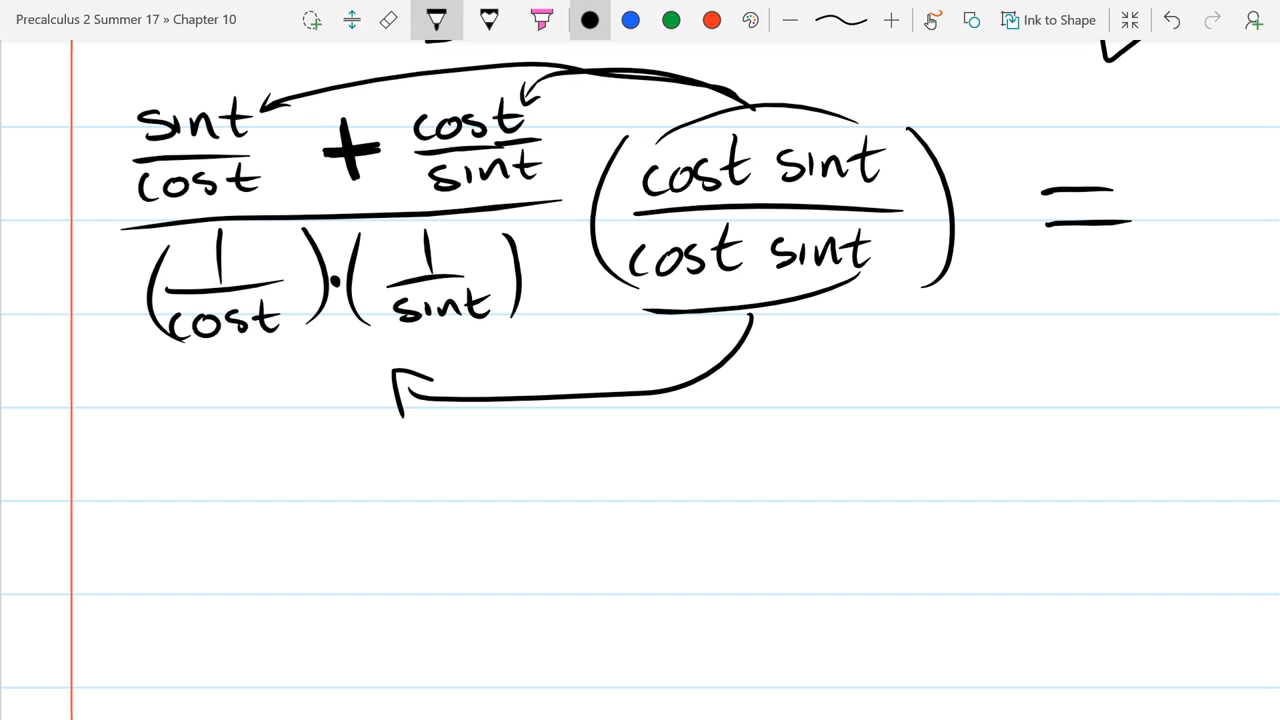 Precalculus 2 Summer 17 » Chapter 10
Ink to Shape
sint + cost (cost sint) =
cost sint (cost sint)
(1) · (1)
(cost) (sint)